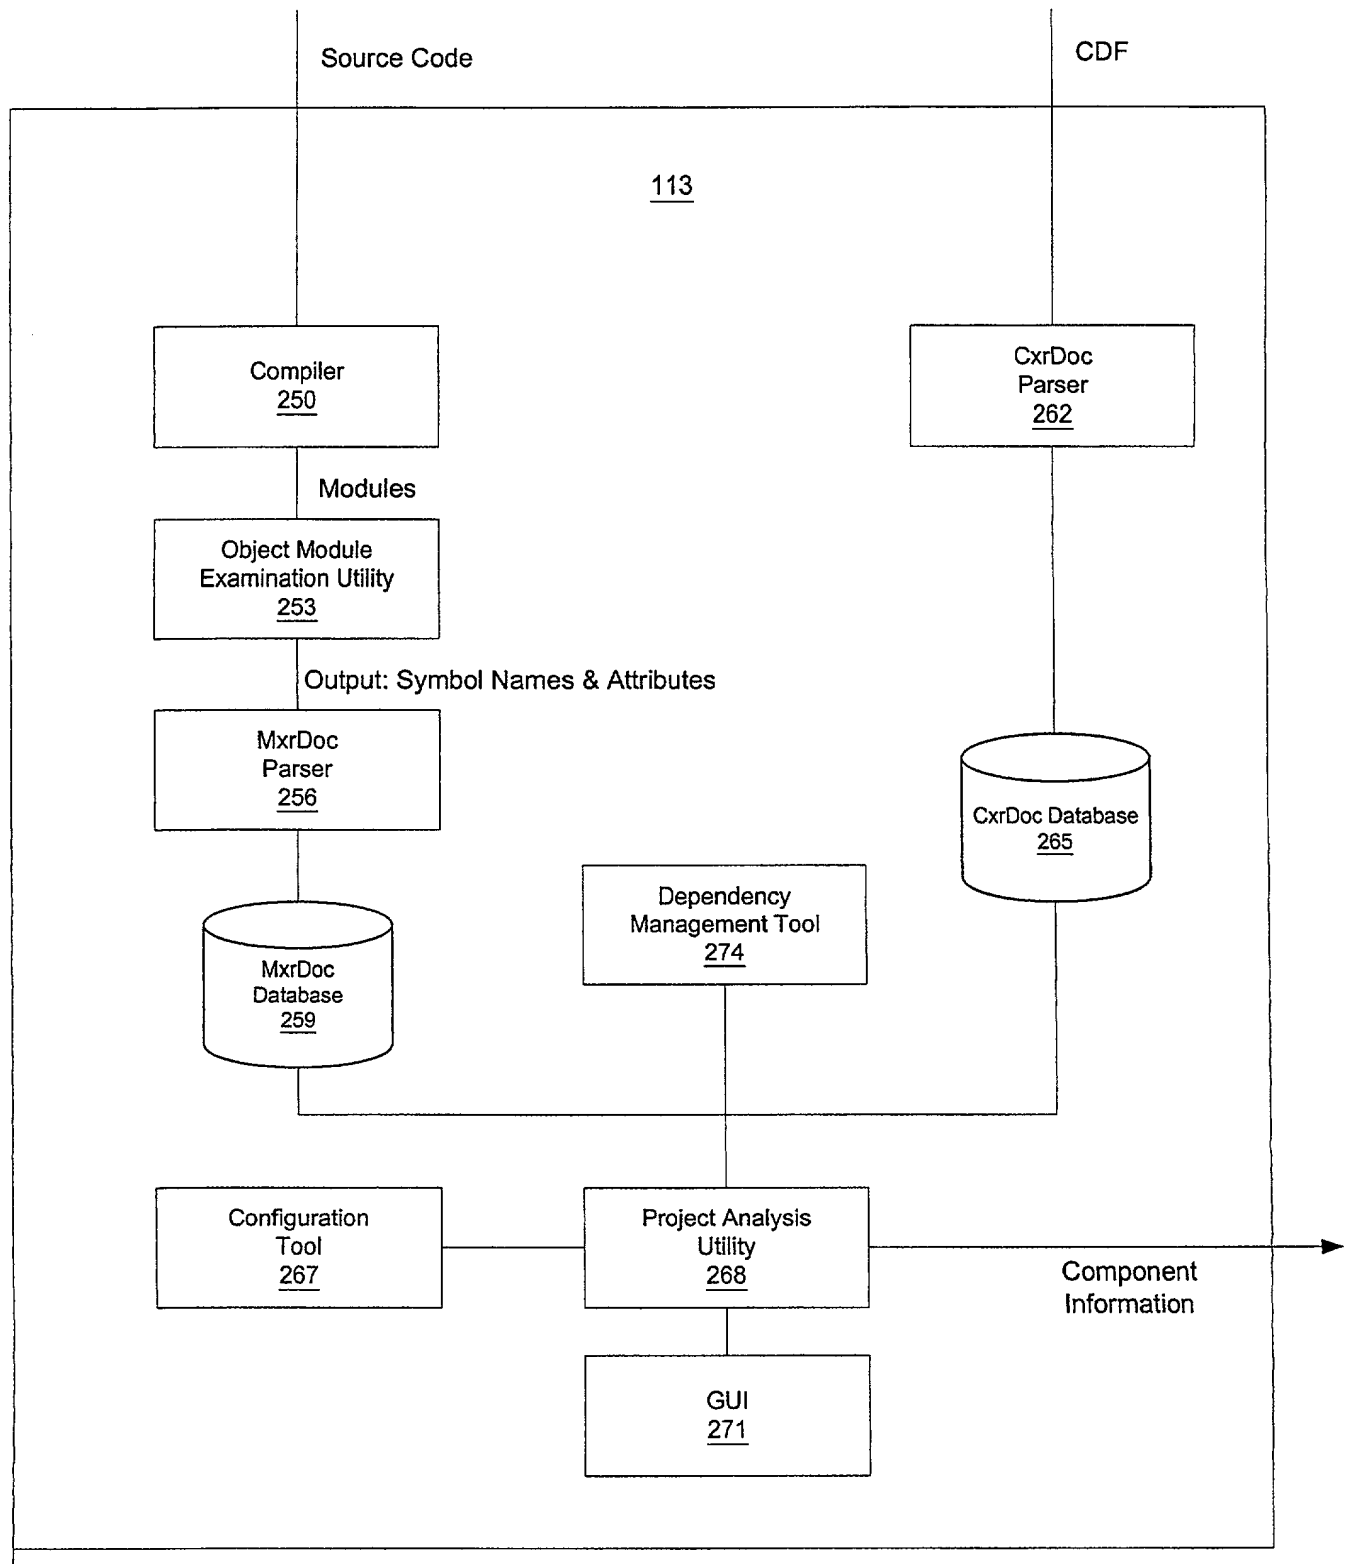 Source Code
CDF
113
Compiler
250
CxrDoc
Parser
262
Modules
Object Module
Examination Utility
253
Output: Symbol Names & Attributes
MxrDoc
Parser
256
CxrDoc Database
265
Dependency
Management Tool
274
MxrDoc
Database
259
Configuration
Tool
267
Project Analysis
Utility
268
Component
Information
GUI
271